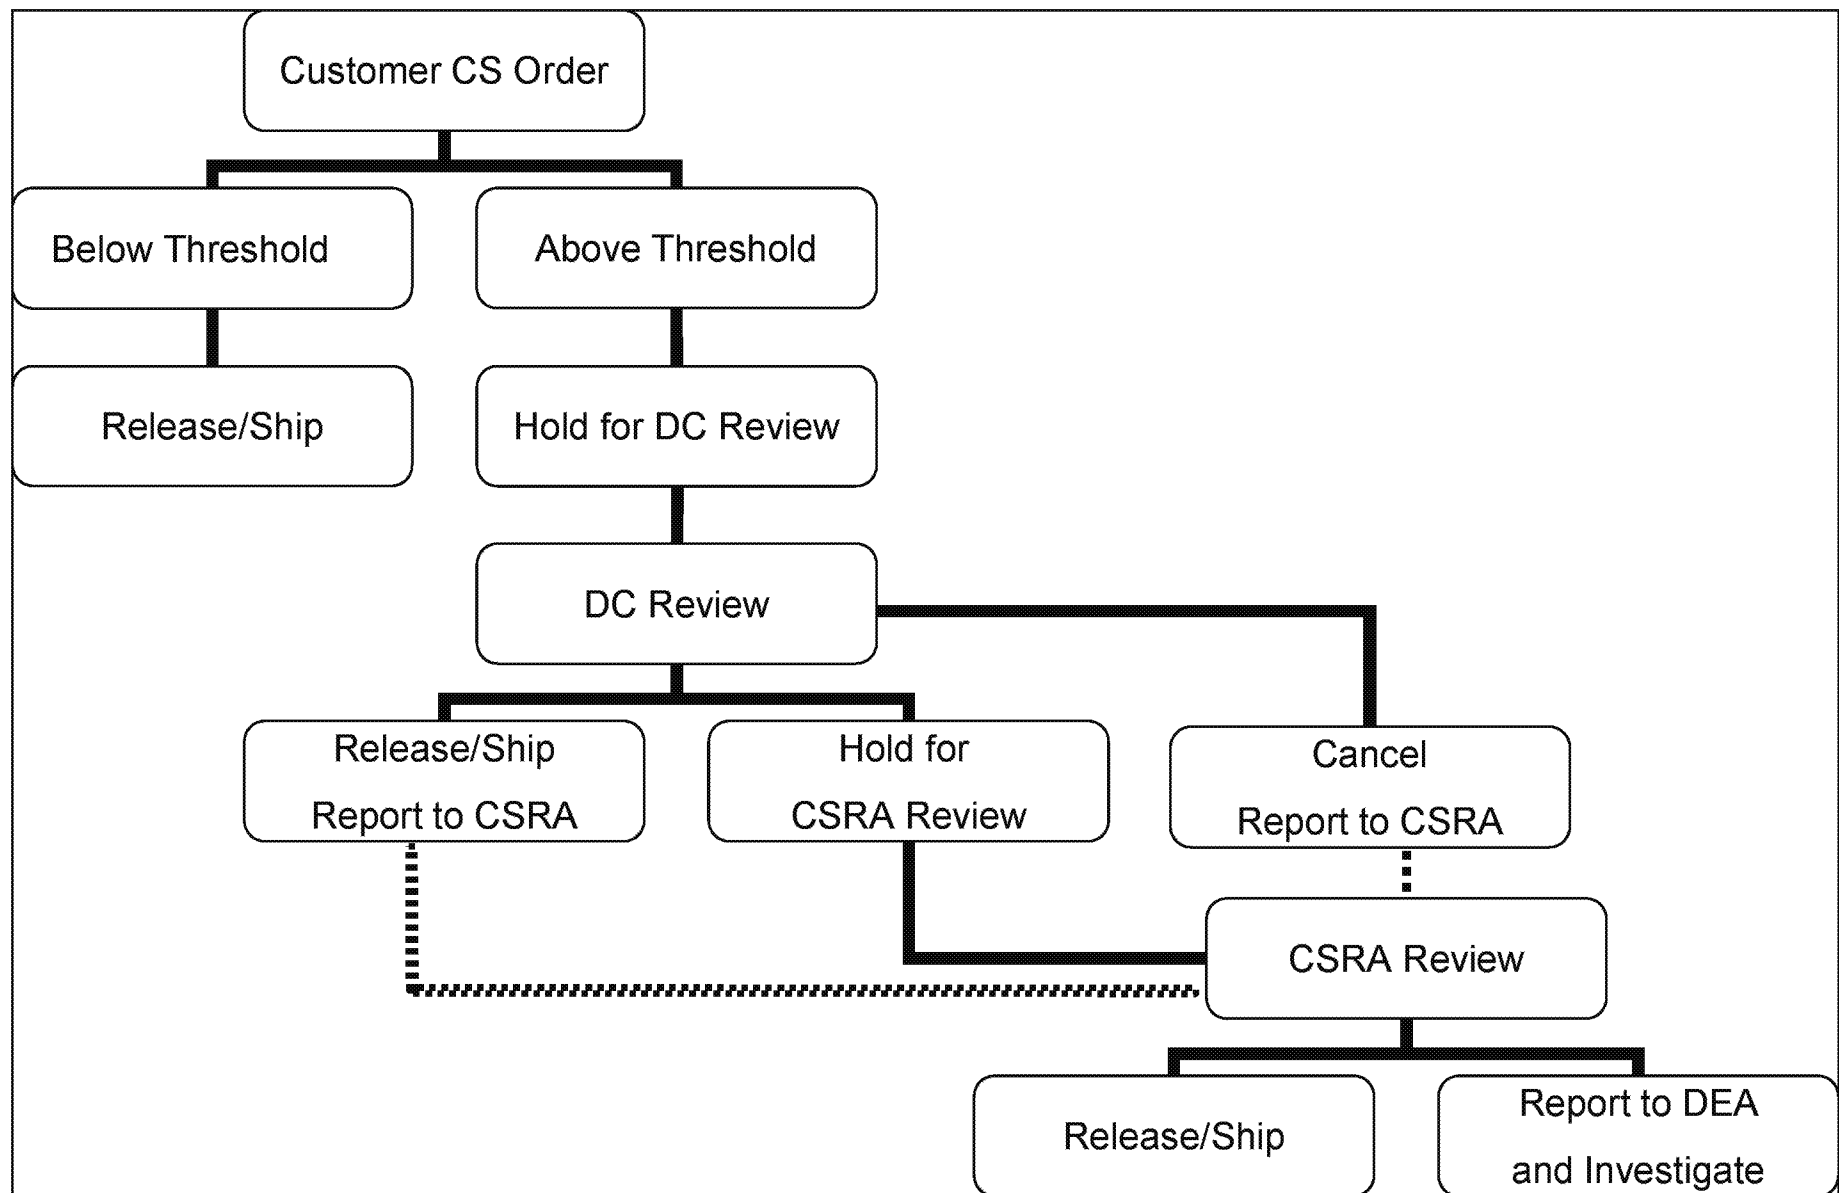 Customer CS Order
Below Threshold
Above Threshold
Release/Ship
Hold for DC Review
DC Review
Release/Ship
Report to CSRA
Hold for
CSRA Review
Cancel
Report to CSRA
CSRA Review
Release/Ship
Report to DEA
and Investigate